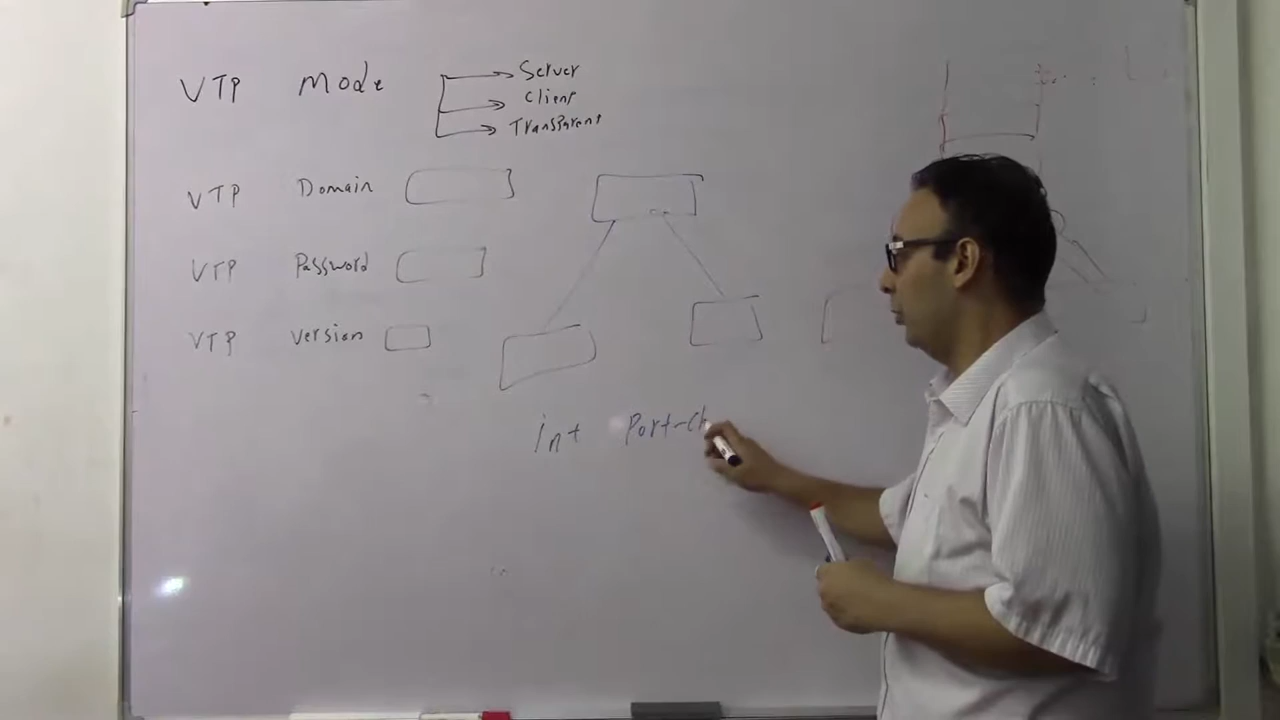 VTP Mode
Server
Client
Transparent
VTP Domain
VTP Password
VTP Version
int Port-Ch